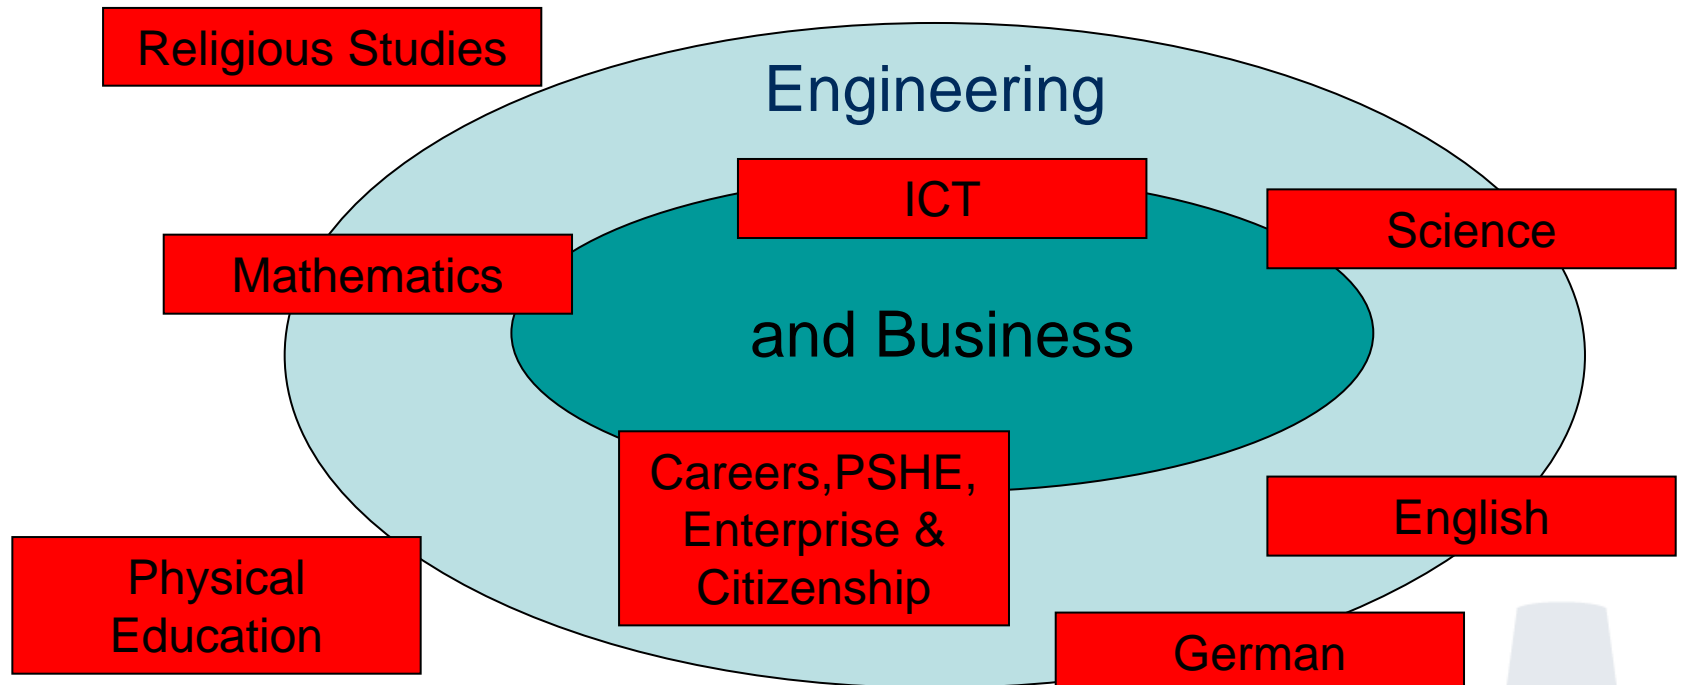 Religious Studies
Engineering
ICT
Science
Mathematics
and Business
Careers,PSHE,
Enterprise &
Citizenship
English
Physical
Education
German